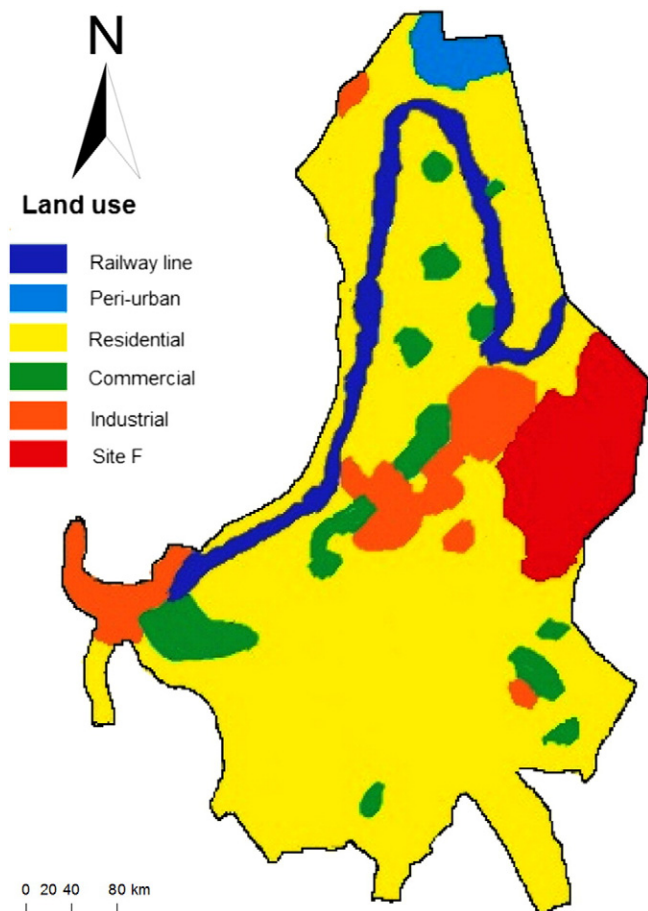 N
Land use
Railway line
Peri-urban
Residential
Commercial
Industrial
Site F
0 20 40 80 km